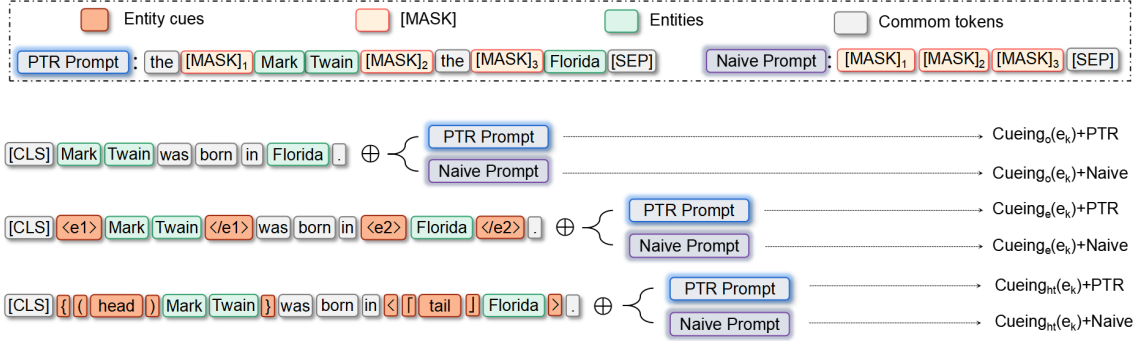 Entity cues [MASK] Entities Commom tokens
PTR Prompt : the [MASK]1 Mark Twain [MASK]2 the [MASK]3 Florida [SEP] Naive Prompt : [MASK]1 [MASK]2 [MASK]3 [SEP]
PTR Prompt Cueingo(ek)+PTR
[CLS] Mark Twain was born in Florida . ⊕
Naive Prompt Cueingo(ek)+Naive
PTR Prompt Cueinge(ek)+PTR
[CLS] <e1> Mark Twain </e1> was born in <e2> Florida </e2> . ⊕
Naive Prompt Cueinge(ek)+Naive
PTR Prompt Cueinght(ek)+PTR
[CLS] { ( head ) Mark Twain } was born in < ⌈ tail ⌋ Florida > . ⊕
Naive Prompt Cueinght(ek)+Naive